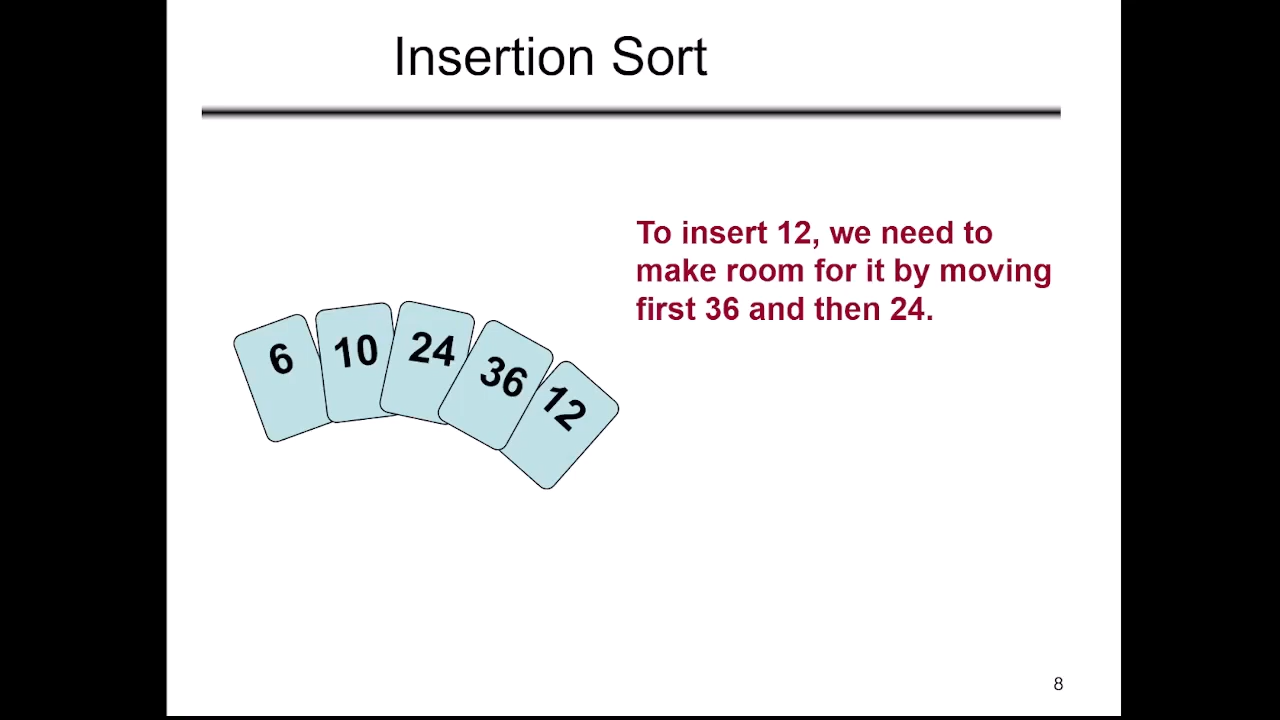 Insertion Sort
To insert 12, we need to
make room for it by moving
first 36 and then 24.
6 10 24 36 12
8